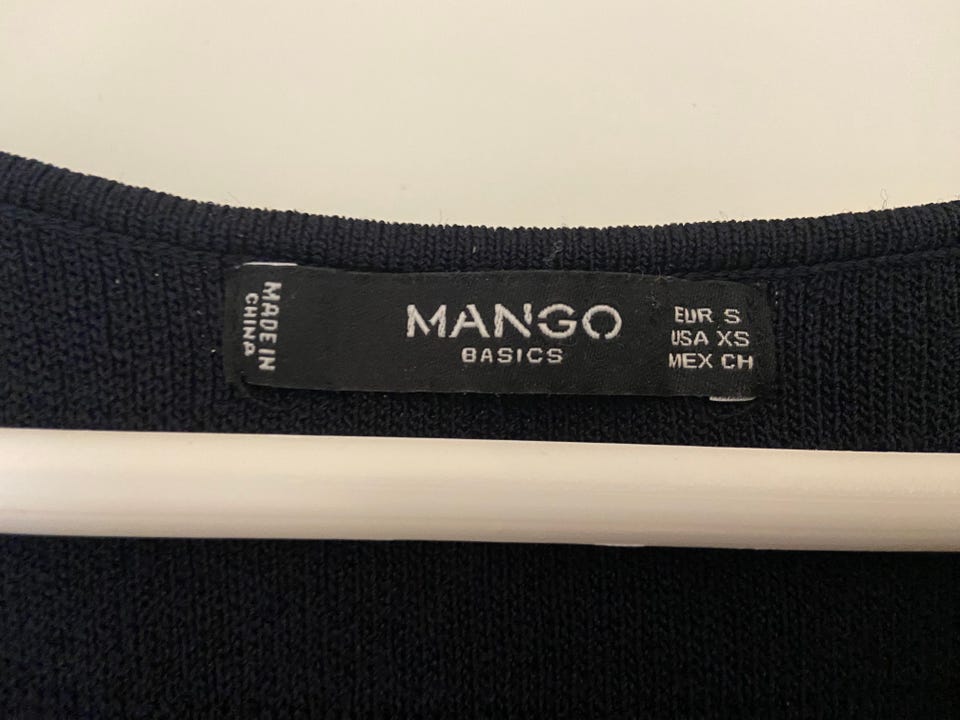 MADE IN
CHINA
MANGO
BASICS
EUR S
USA XS
MEX CH